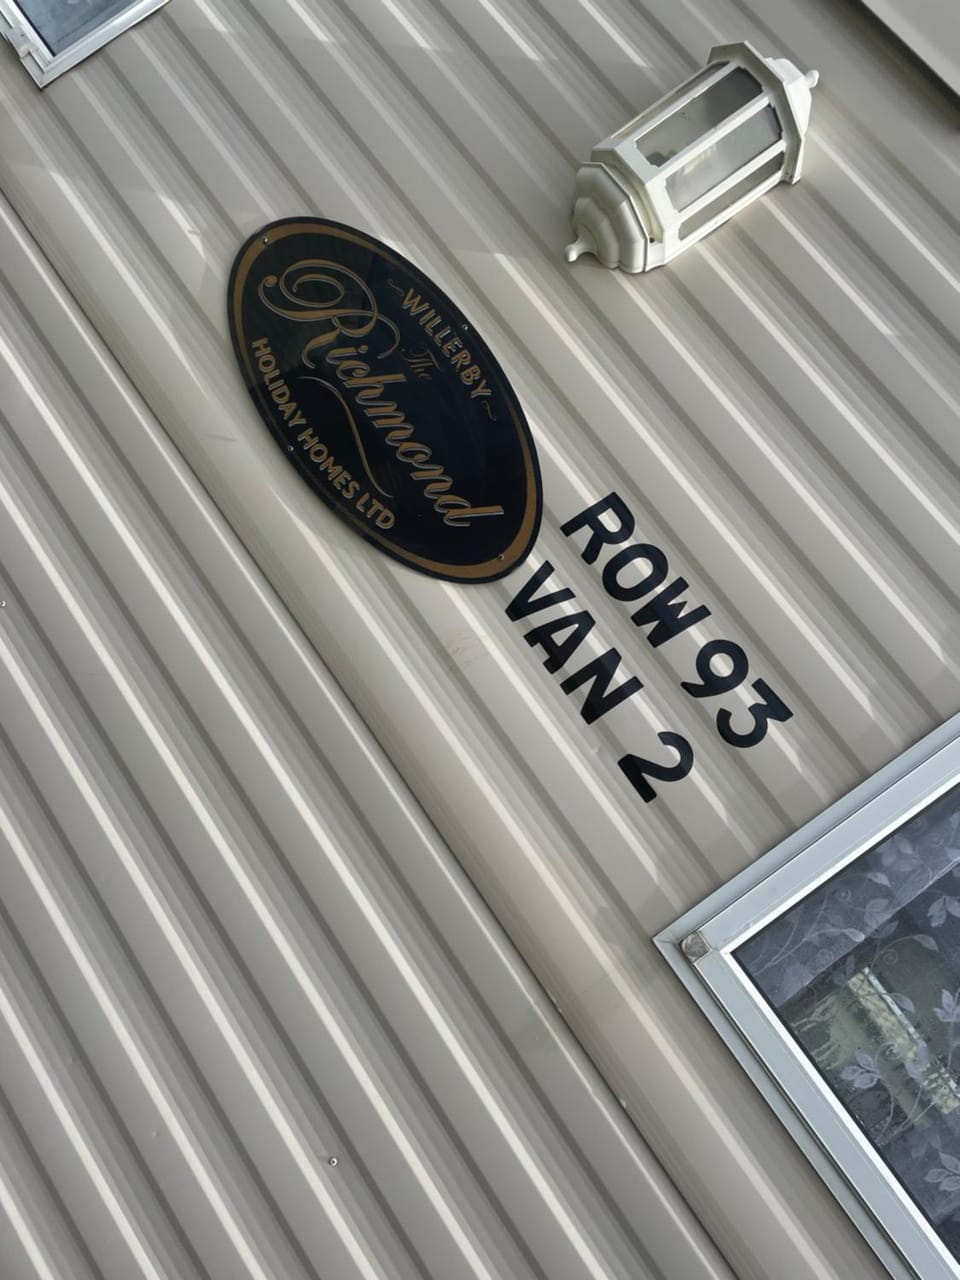 ~WILLERBY~
The
Richmond
HOLIDAY HOMES LTD
ROW 93
VAN 2